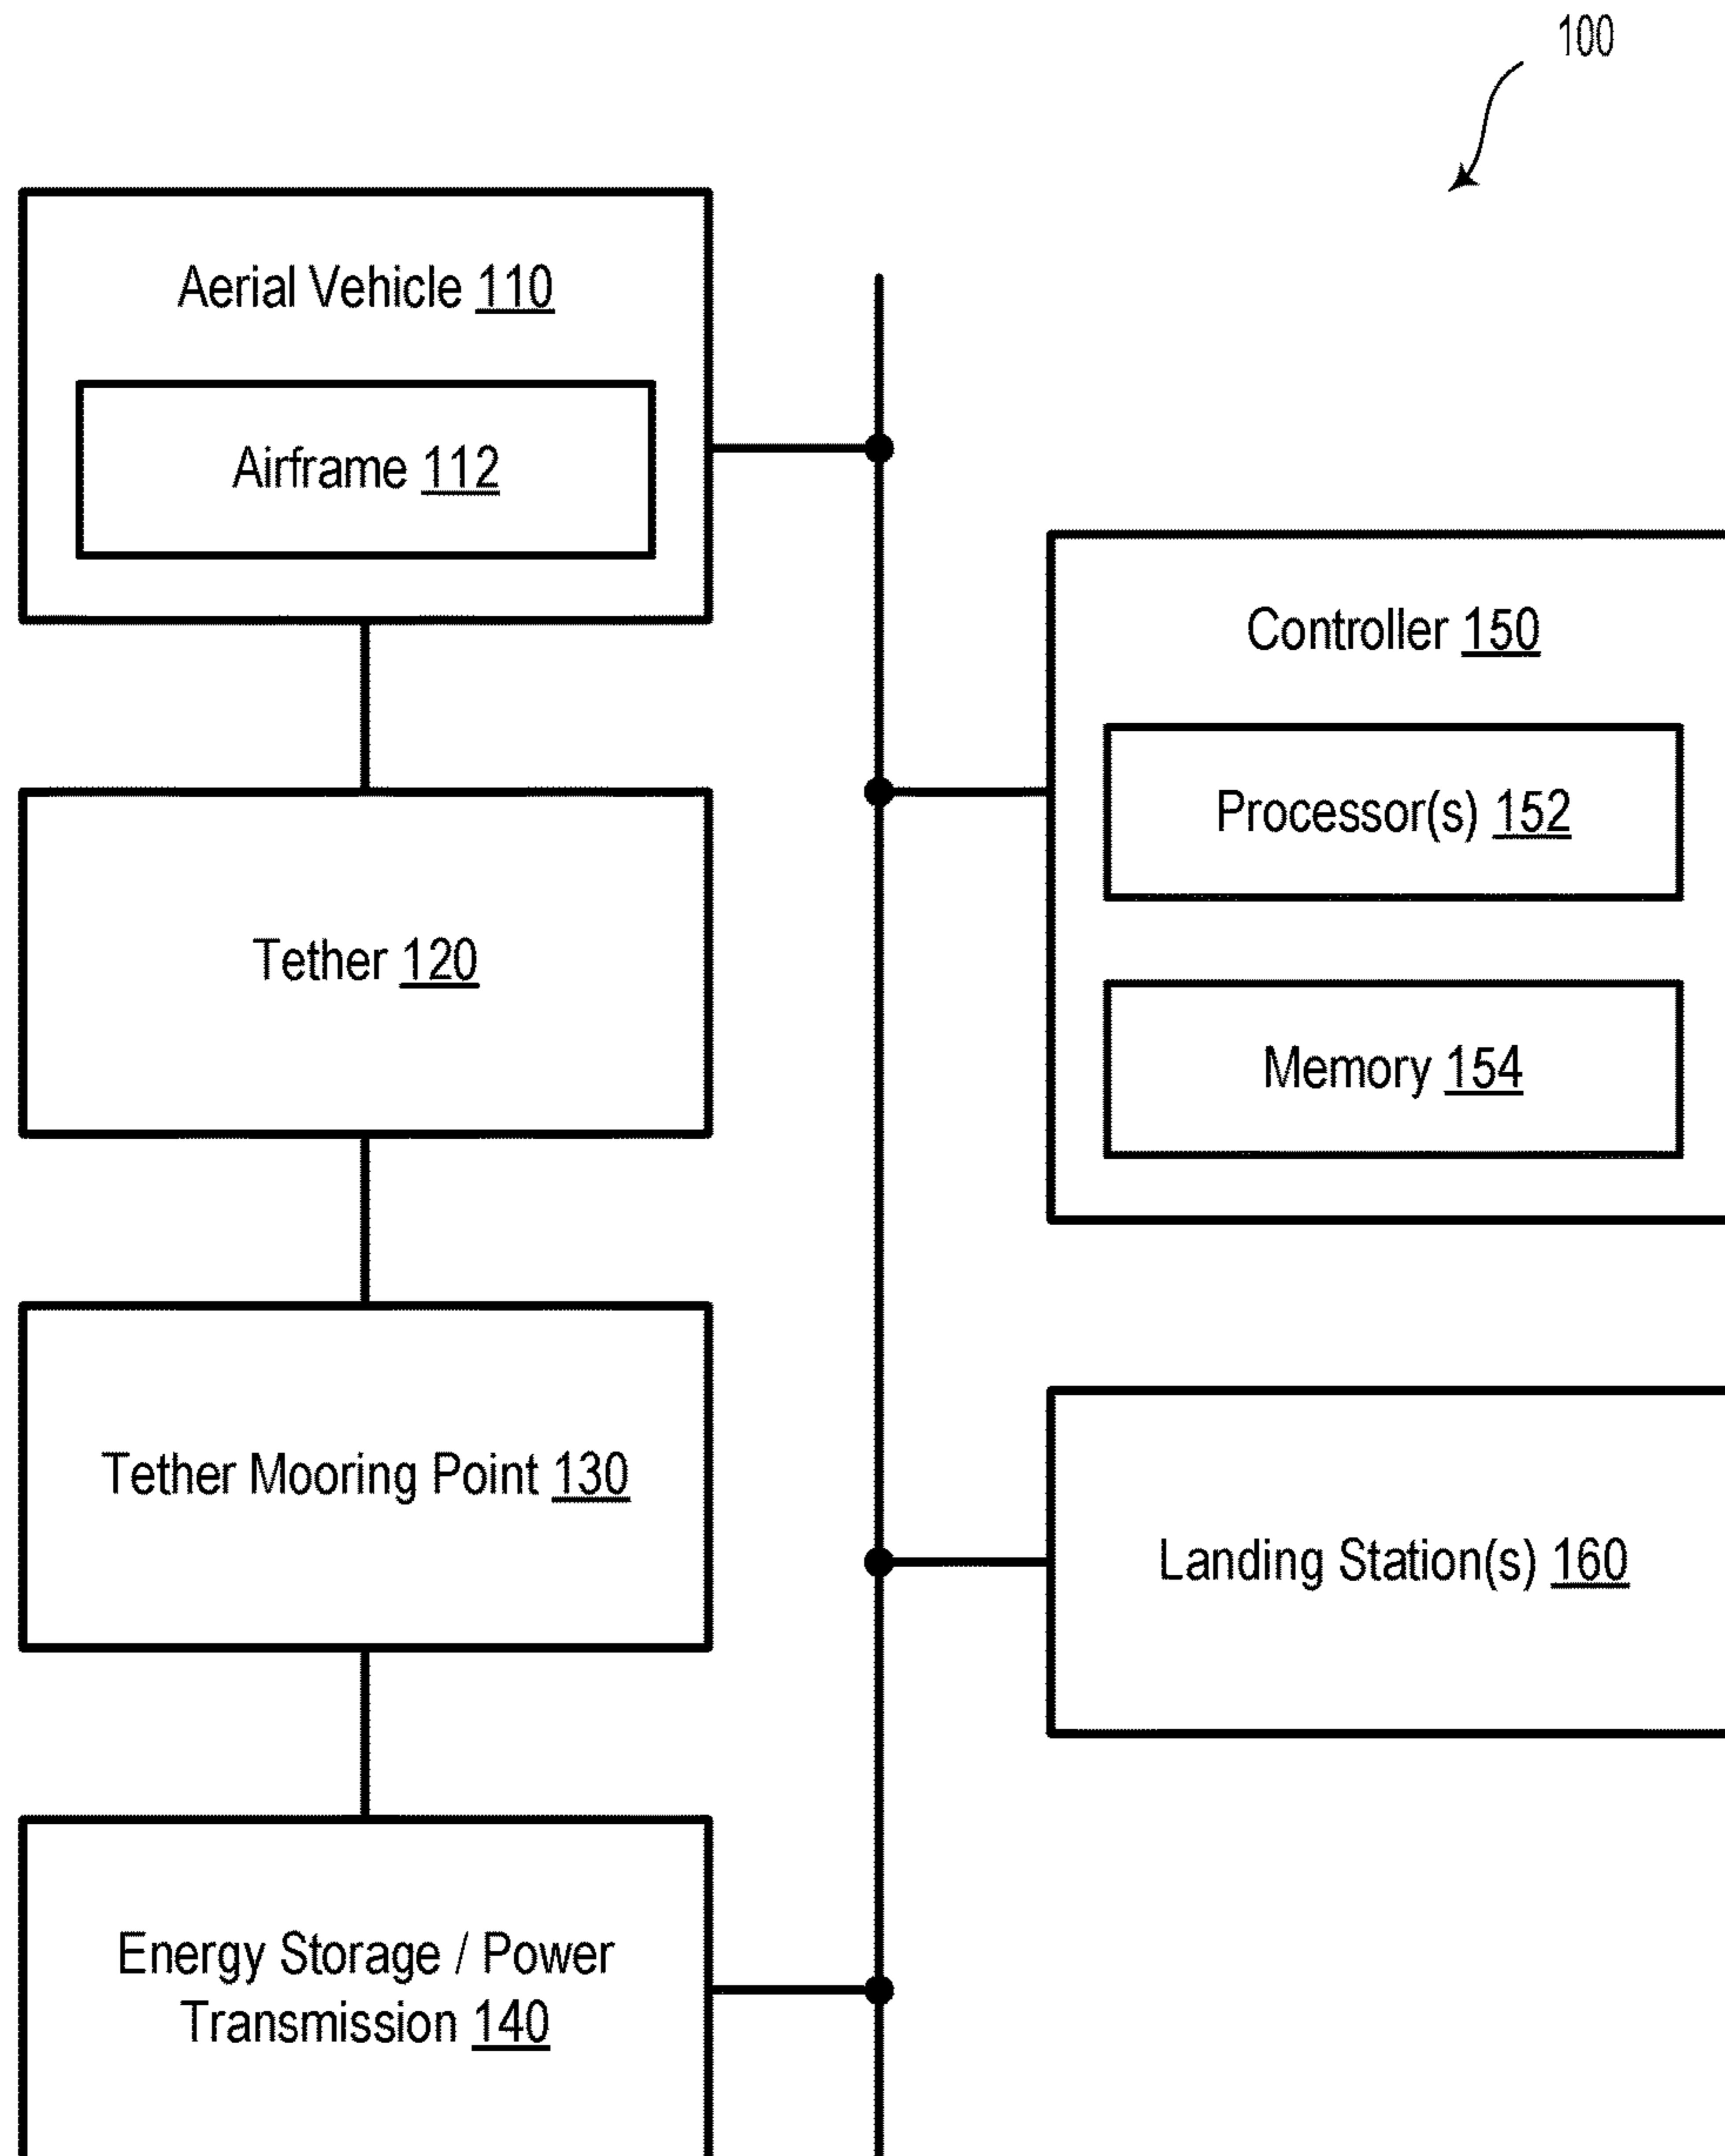 100
Aerial Vehicle 110
Airframe 112
Tether 120
Tether Mooring Point 130
Energy Storage / Power
Transmission 140
Controller 150
Processor(s) 152
Memory 154
Landing Station(s) 160